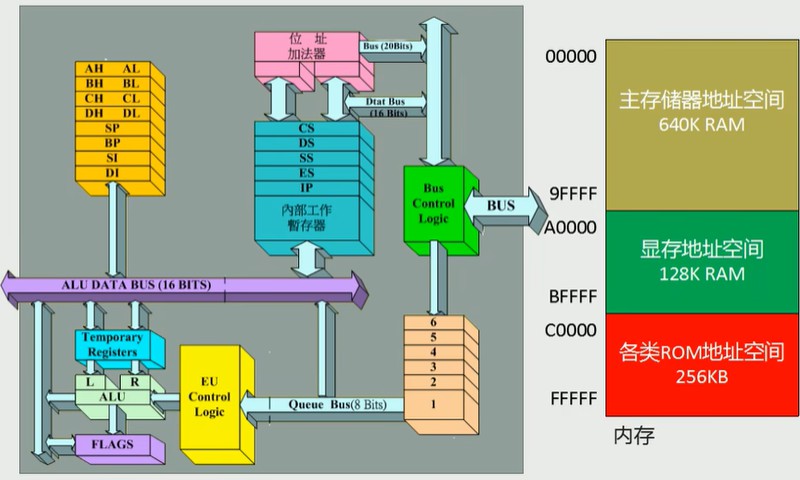 AH AL
BH BL
CH CL
DH DL
SP
BP
SI
DI
位 址
加法器
Bus (20Bits)
Dtat Bus
(16 Bits)
CS
DS
SS
ES
IP
內部工作
暫存器
Bus
Control
Logic
BUS
ALU DATA BUS (16 BITS)
Temporary
Registers
L R
ALU
FLAGS
EU
Control
Logic
Queue Bus(8 Bits)
6
5
4
3
2
1
00000
主存储器地址空间
640K RAM
9FFFF
A0000
显存地址空间
128K RAM
BFFFF
C0000
各类ROM地址空间
256KB
FFFFF
内存